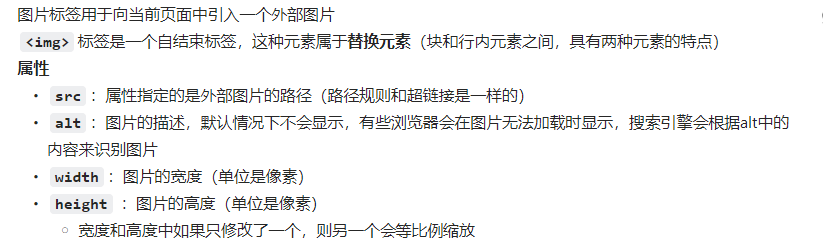 图片标签用于向当前页面中引入一个外部图片
<img> 标签是一个自结束标签，这种元素属于替换元素（块和行内元素之间，具有两种元素的特点）
属性
• src ：属性指定的是外部图片的路径（路径规则和超链接是一样的）
• alt ：图片的描述，默认情况下不会显示，有些浏览器会在图片无法加载时显示，搜索引擎会根据alt中的
内容来识别图片
• width ：图片的宽度（单位是像素）
• height ：图片的高度（单位是像素）
◦ 宽度和高度中如果只修改了一个，则另一个会等比例缩放